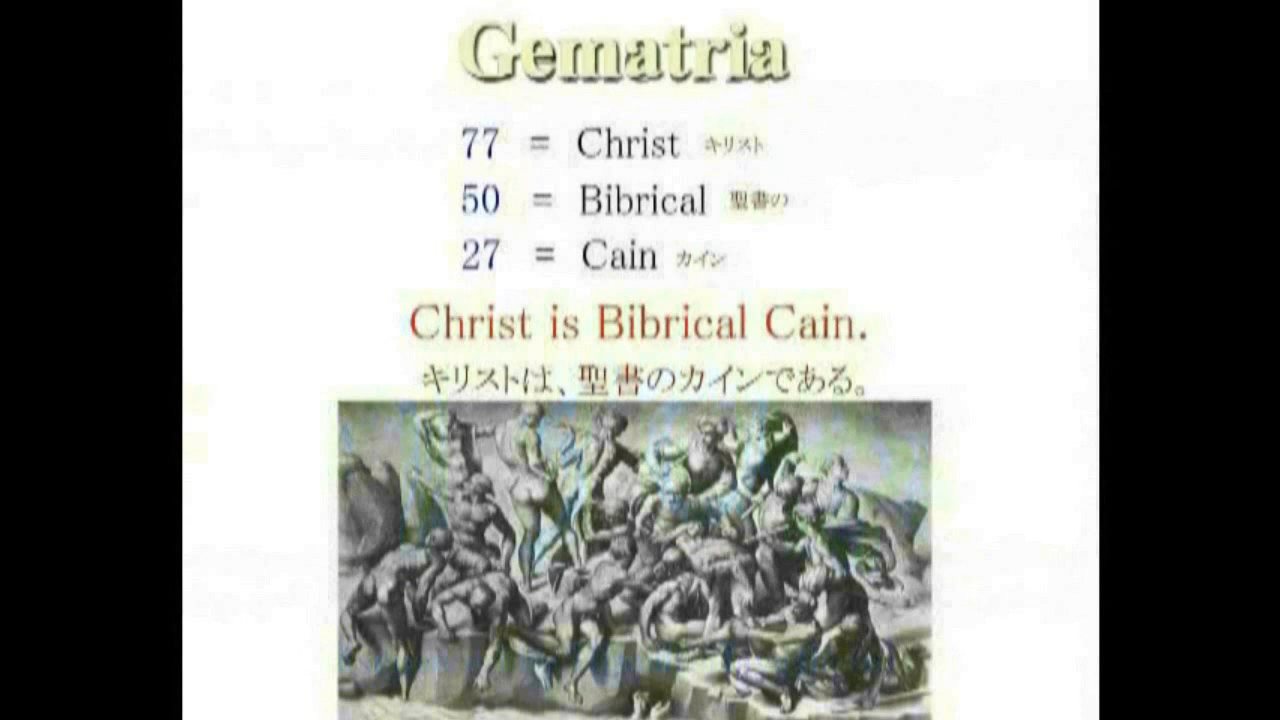 Gematria
77 = Christ キリスト
50 = Bibrical 聖書の
27 = Cain カイン
Christ is Bibrical Cain.
キリストは、聖書のカインである。